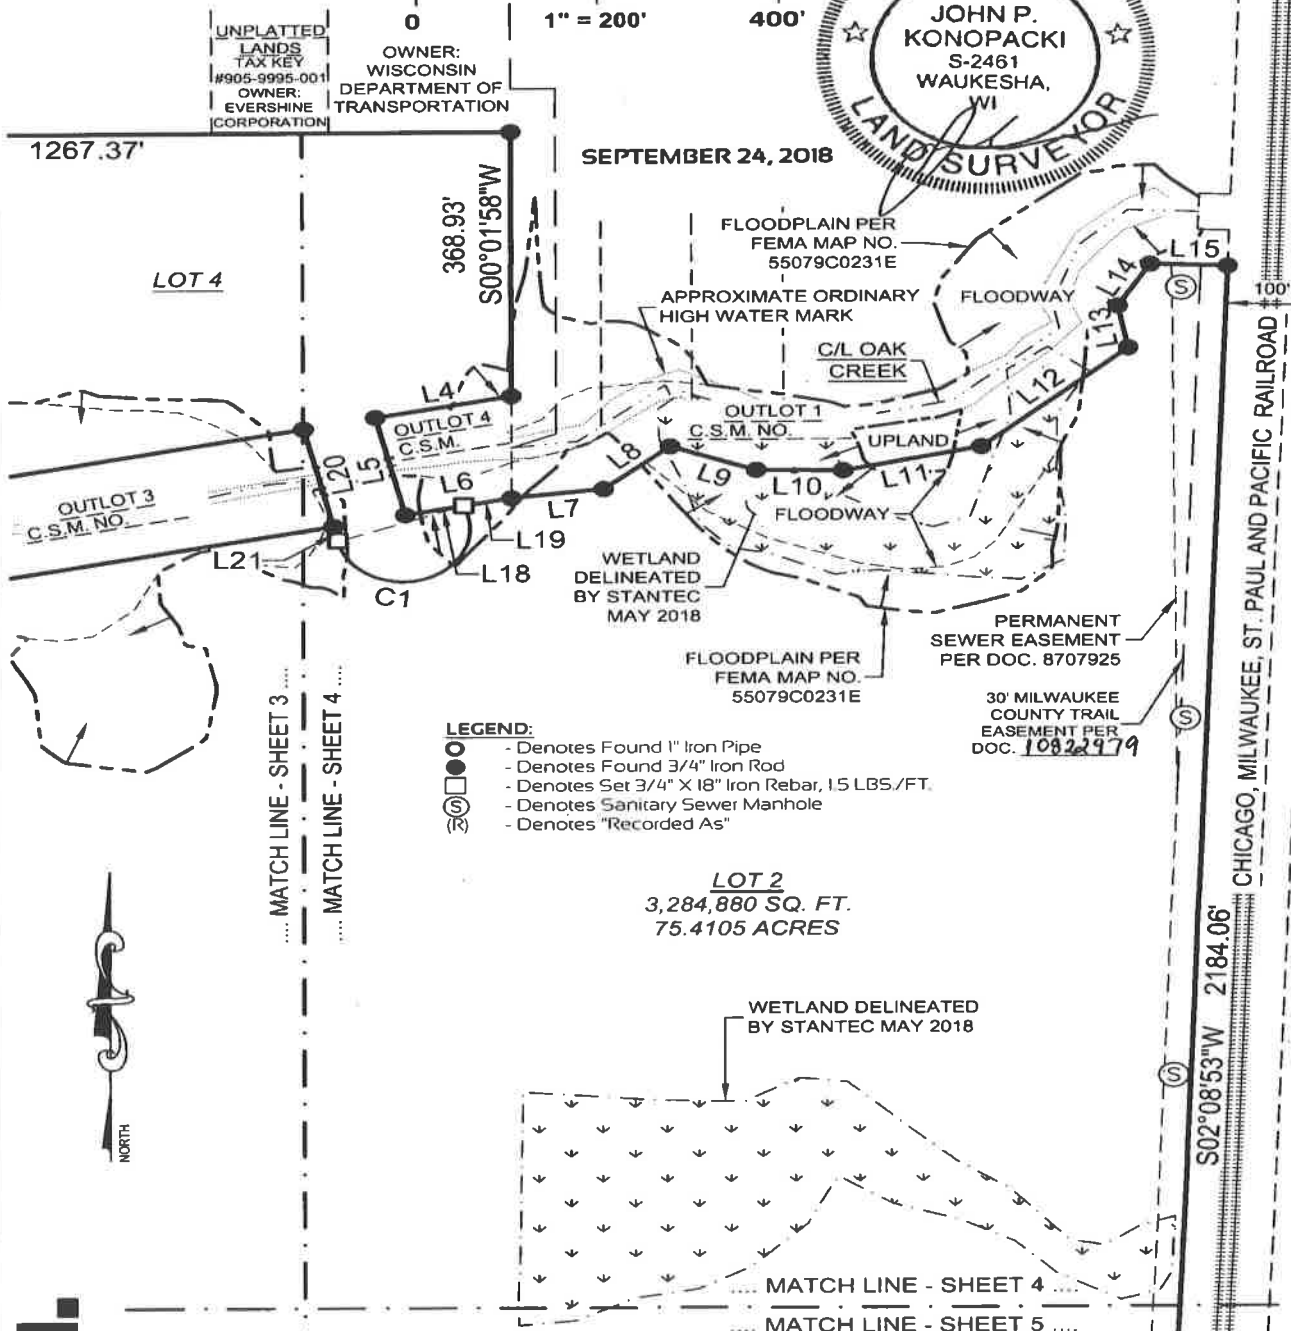 0
1" = 200'
400'
UNPLATTED
LANDS
TAX KEY
#905-9995-001
OWNER:
EVERSHINE
CORPORATION
OWNER:
WISCONSIN
DEPARTMENT OF
TRANSPORTATION
JOHN P.
KONOPACKI
S-2461
WAUKESHA,
WI
LAND SURVEYOR
1267.37'
SEPTEMBER 24, 2018
368.93'
S00°01'58"W
LOT 4
FLOODPLAIN PER
FEMA MAP NO.
55079C0231E
APPROXIMATE ORDINARY
HIGH WATER MARK
FLOODWAY
C/L OAK
CREEK
L15
L14
L13
L12
100'
L4
OUTLOT 4
C.S.M.
L5
L20
L6
OUTLOT 1
C.S.M. NO.
UPLAND
L8
L9
L10
L11
L7
FLOODWAY
OUTLOT 3
C.S.M. NO.
L21
L19
L18
C1
WETLAND
DELINEATED
BY STANTEC
MAY 2018
FLOODPLAIN PER
FEMA MAP NO.
55079C0231E
PERMANENT
SEWER EASEMENT
PER DOC. 8707925
30' MILWAUKEE
COUNTY TRAIL
EASEMENT PER
DOC. 10822979
S
S
S
CHICAGO, MILWAUKEE, ST. PAUL AND PACIFIC RAILROAD
S02°08'53"W 2184.06'
.... MATCH LINE - SHEET 3 ....
.... MATCH LINE - SHEET 4 ....
LEGEND:
- Denotes Found 1" Iron Pipe
- Denotes Found 3/4" Iron Rod
- Denotes Set 3/4" X 18" Iron Rebar, 1.5 LBS./FT.
(S) - Denotes Sanitary Sewer Manhole
(R) - Denotes "Recorded As"
LOT 2
3,284,880 SQ. FT.
75.4105 ACRES
NORTH
WETLAND DELINEATED
BY STANTEC MAY 2018
.... MATCH LINE - SHEET 4 ....
.... MATCH LINE - SHEET 5 ....